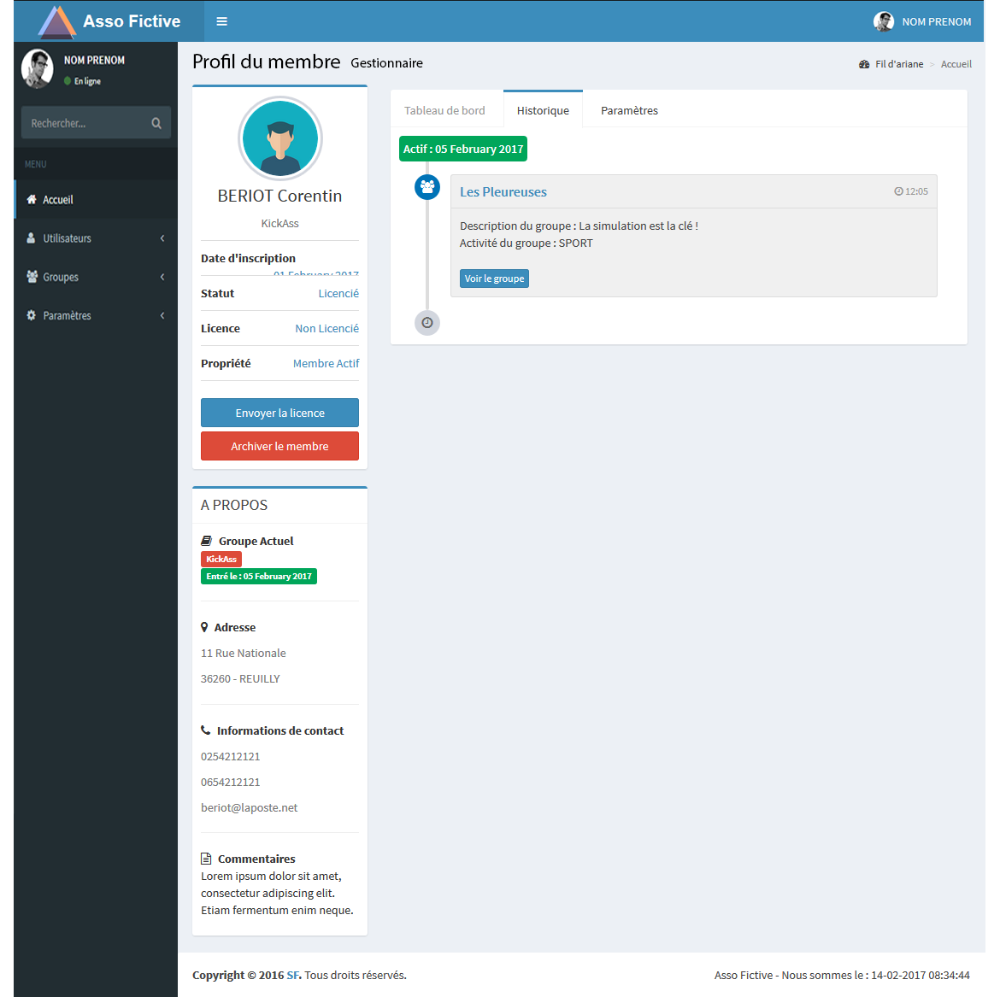 Asso Fictive
NOM PRENOM
NOM PRENOM
En ligne
Rechercher...
MENU
Accueil
Utilisateurs
Groupes
Paramètres
Profil du membre Gestionnaire
Fil d'ariane > Accueil
BERIOT Corentin
KickAss
Date d'inscription
01 February 2017
Statut Licencié
Licence Non Licencié
Propriété Membre Actif
Envoyer la licence
Archiver le membre
A PROPOS
Groupe Actuel
KickAss
Entré le : 05 February 2017
Adresse
11 Rue Nationale
36260 - REUILLY
Informations de contact
0254212121
0654212121
beriot@laposte.net
Commentaires
Lorem ipsum dolor sit amet,
consectetur adipiscing elit.
Etiam fermentum enim neque.
Tableau de bord Historique Paramètres
Actif : 05 February 2017
Les Pleureuses 12:05
Description du groupe : La simulation est la clé !
Activité du groupe : SPORT
Voir le groupe
Copyright © 2016 SF. Tous droits réservés.
Asso Fictive - Nous sommes le : 14-02-2017 08:34:44